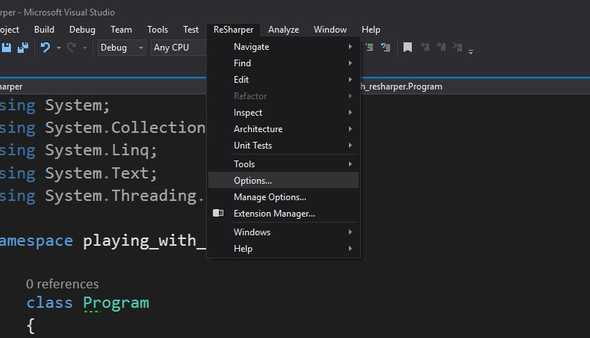 rper - Microsoft Visual Studio
ject Build Debug Team Tools Test ReSharper Analyze Window Help
Debug Any CPU
harper
h_resharper.Program
Navigate
Find
Edit
Refactor
Inspect
Architecture
Unit Tests
Tools
Options...
Manage Options...
Extension Manager...
Windows
Help
sing System;
sing System.Collection
sing System.Linq;
sing System.Text;
sing System.Threading.
amespace playing_with_
0 references
class Program
{